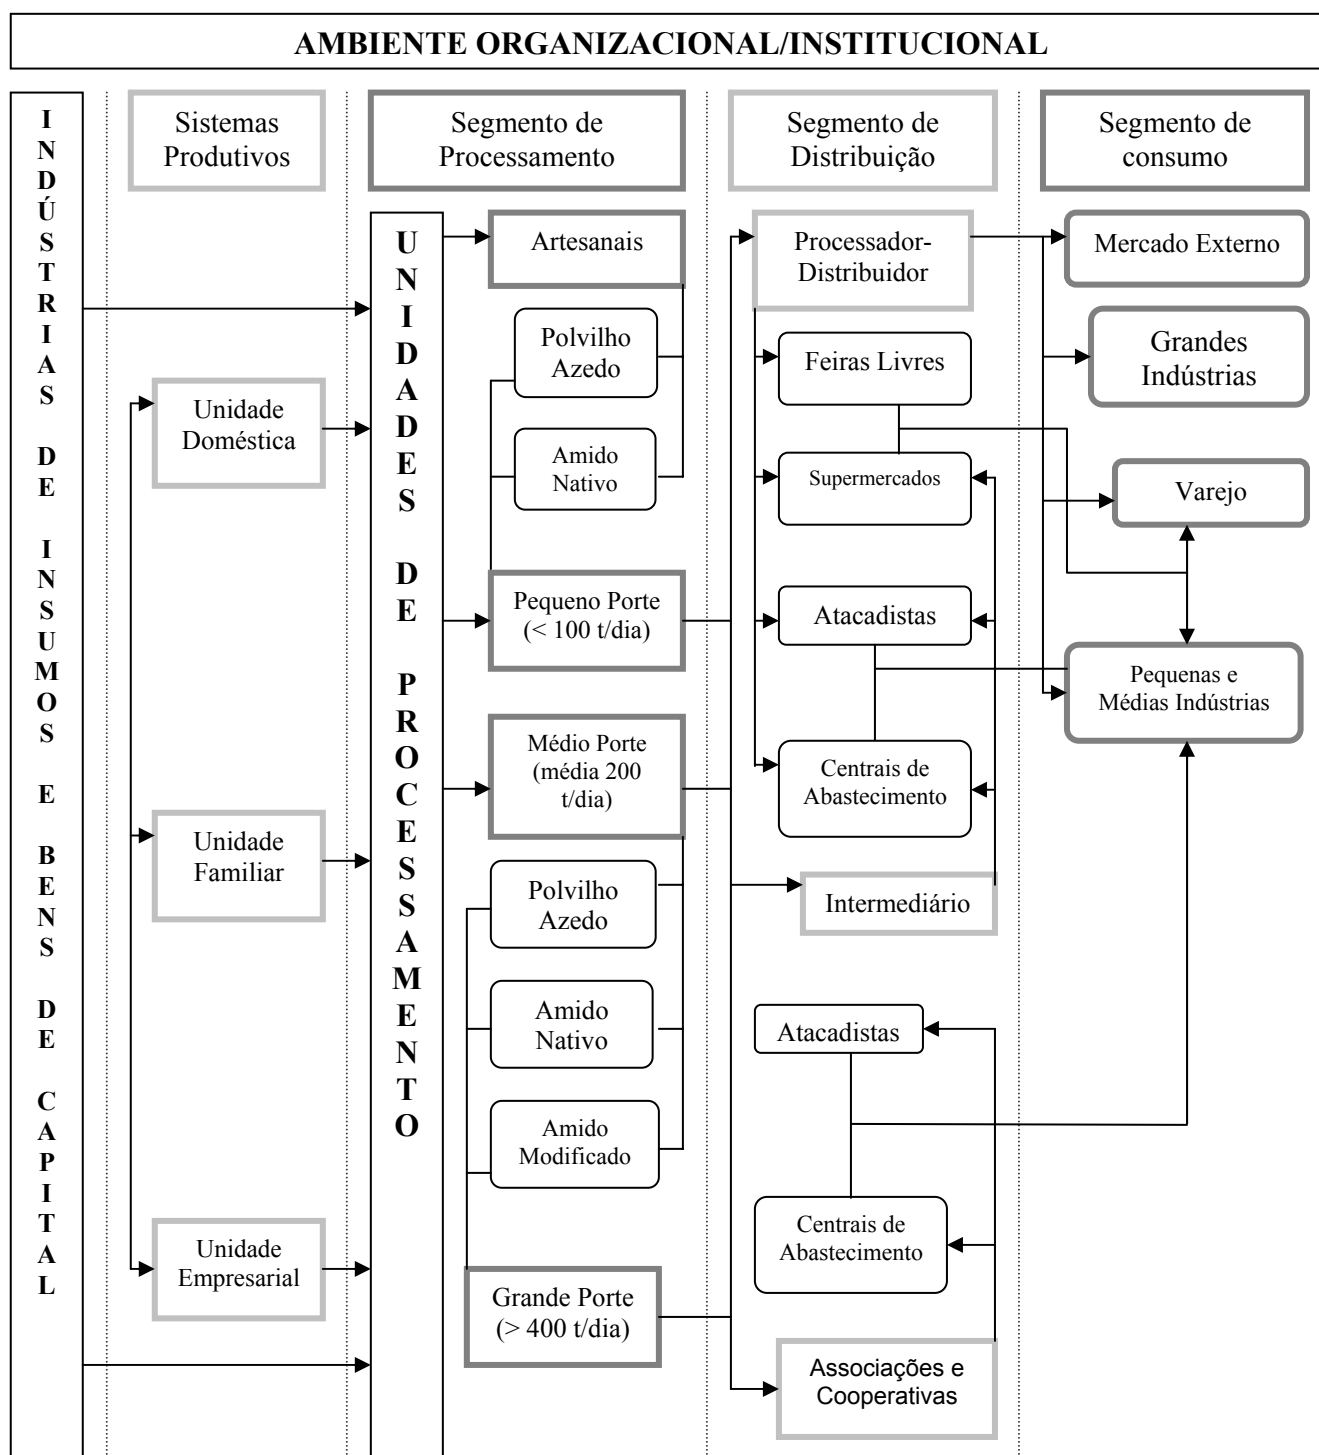 AMBIENTE ORGANIZACIONAL/INSTITUCIONAL
INDÚSTRIAS DE INSUMOS E BENS DE CAPITAL
Sistemas
Produtivos
Unidade
Doméstica
Unidade
Familiar
Unidade
Empresarial
Segmento de
Processamento
UNIDADES DE PROCESSAMENTO
Artesanais
Polvilho
Azedo
Amido
Nativo
Pequeno Porte
(< 100 t/dia)
Médio Porte
(média 200
t/dia)
Polvilho
Azedo
Amido
Nativo
Amido
Modificado
Grande Porte
(> 400 t/dia)
Segmento de
Distribuição
Processador-
Distribuidor
Feiras Livres
Supermercados
Atacadistas
Centrais de
Abastecimento
Intermediário
Atacadistas
Centrais de
Abastecimento
Associações e
Cooperativas
Segmento de
consumo
Mercado Externo
Grandes
Indústrias
Varejo
Pequenas e
Médias Indústrias